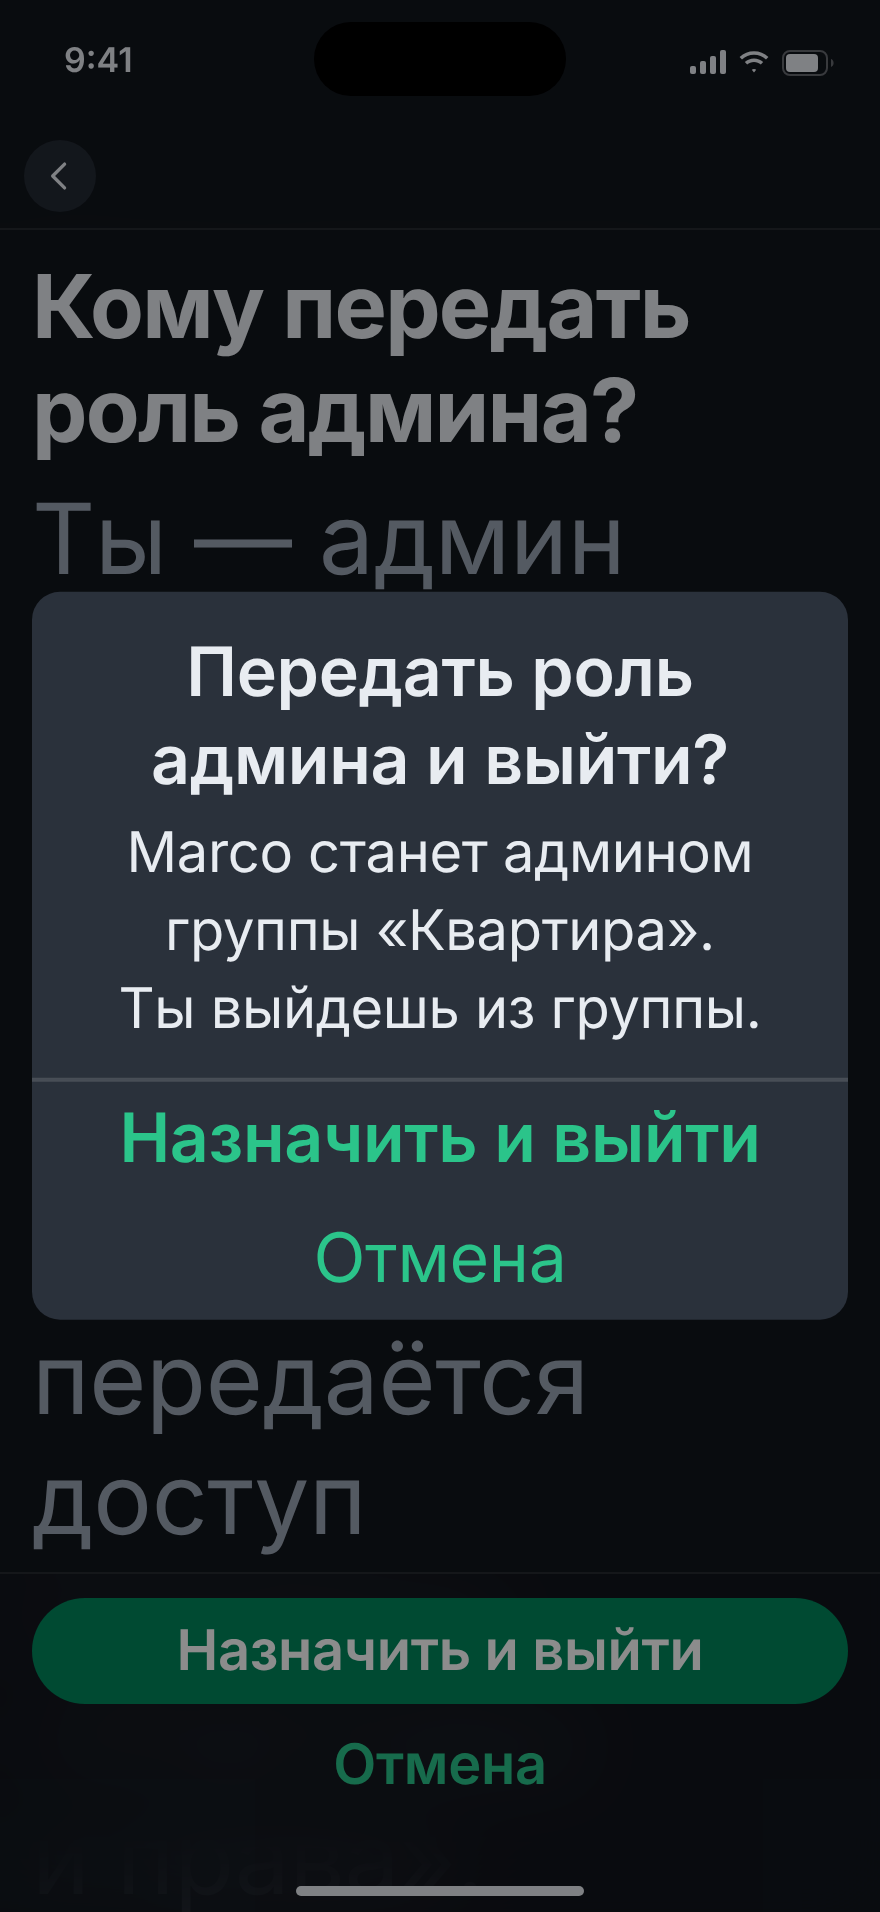 9:41
Кому передать
роль админа?
Ты — админ
Передать роль
админа и выйти?
Marco станет админом
группы «Квартира».
Ты выйдешь из группы.
Назначить и выйти
Отмена
передаётся
доступ
Назначить и выйти
Отмена
и права»